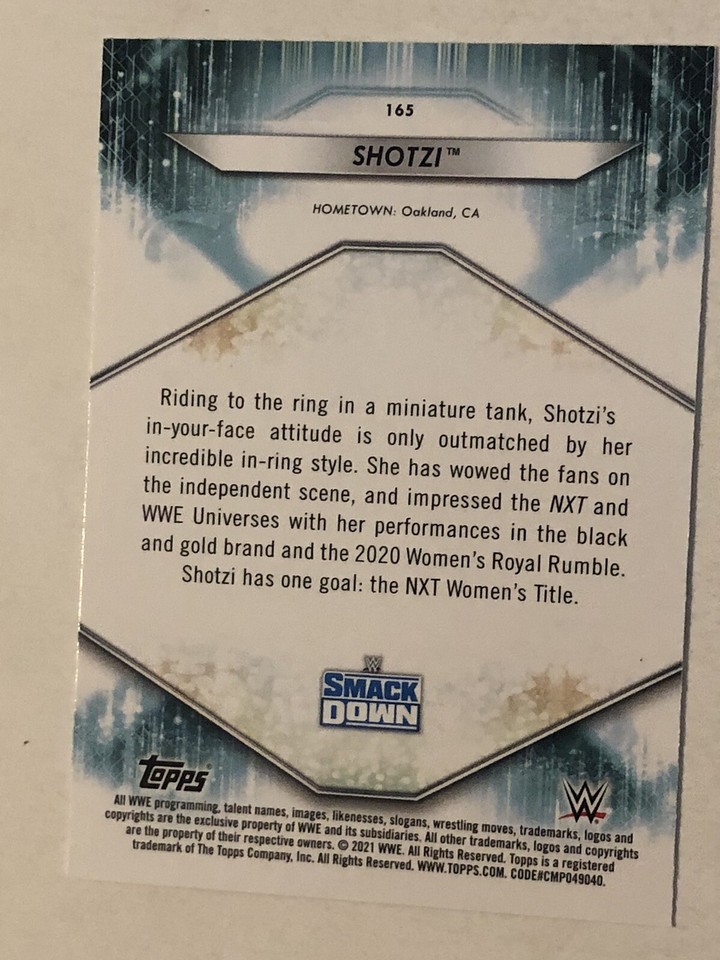 165
SHOTZI™
HOMETOWN: Oakland, CA
Riding to the ring in a miniature tank, Shotzi's
in-your-face attitude is only outmatched by her
incredible in-ring style. She has wowed the fans on
the independent scene, and impressed the NXT and
WWE Universes with her performances in the black
and gold brand and the 2020 Women's Royal Rumble.
Shotzi has one goal: the NXT Women's Title.
W
SMACK
DOWN
Topps®
W
All WWE programming, talent names, images, likenesses, slogans, wrestling moves, trademarks, logos and
copyrights are the exclusive property of WWE and its subsidiaries. All other trademarks, logos and copyrights
are the property of their respective owners. © 2021 WWE. All Rights Reserved. Topps is a registered
trademark of The Topps Company, Inc. All Rights Reserved. WWW.TOPPS.COM. CODE#CMP049040.